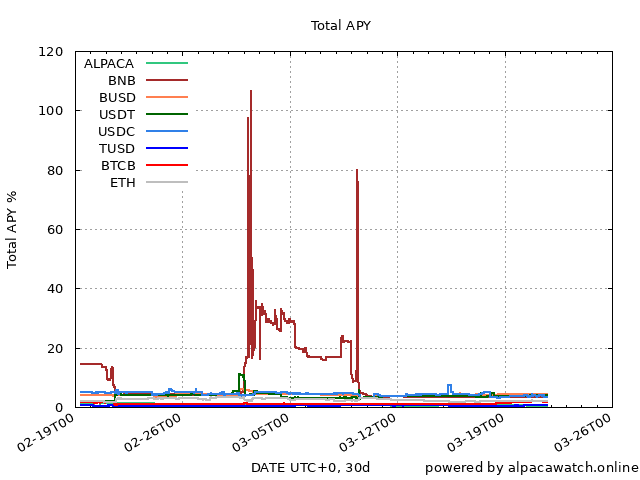 Total APY
120
100
80
60
40
20
0
Total APY %
ALPACA
BNB
BUSD
USDT
USDC
TUSD
BTCB
ETH
02-19T00
02-26T00
03-05T00
03-12T00
03-19T00
03-26T00
DATE UTC+0, 30d
powered by alpacawatch.online